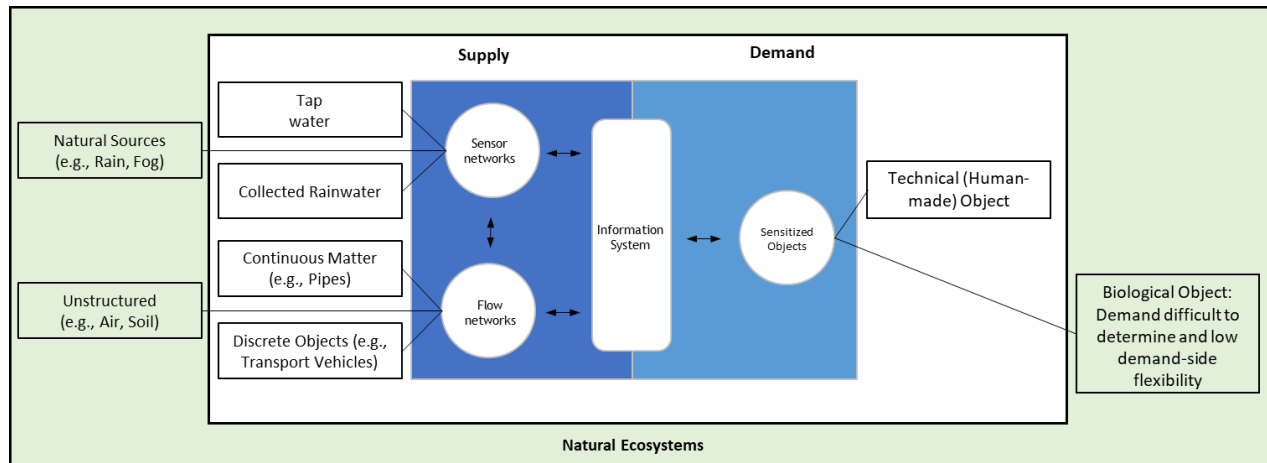 Supply
Demand
Tap
water
Natural Sources
(e.g., Rain, Fog)
Collected Rainwater
Sensor
networks
Continuous Matter
(e.g., Pipes)
Unstructured
(e.g., Air, Soil)
Discrete Objects (e.g.,
Transport Vehicles)
Flow
networks
Information
System
Sensitized
Objects
Technical (Human-
made) Object
Biological Object:
Demand difficult to
determine and low
demand-side
flexibility
Natural Ecosystems